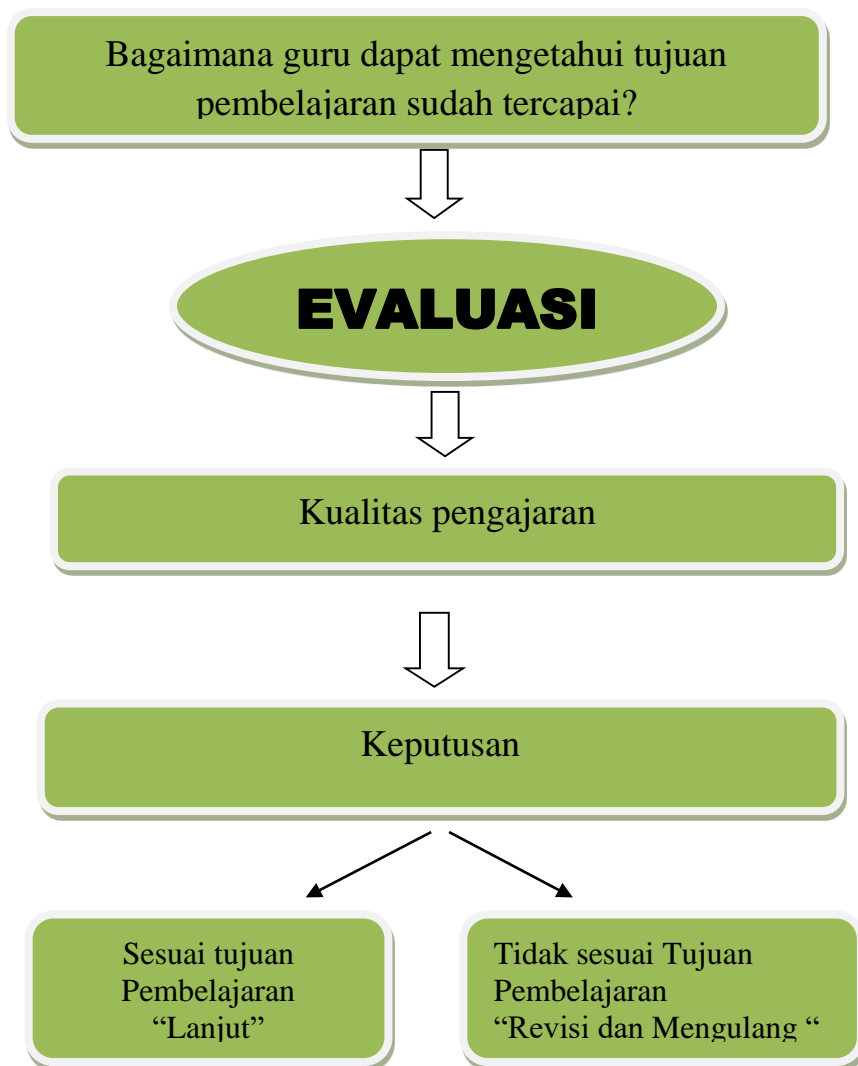 Bagaimana guru dapat mengetahui tujuan
pembelajaran sudah tercapai?
EVALUASI
Kualitas pengajaran
Keputusan
Sesuai tujuan
Pembelajaran
“Lanjut”
Tidak sesuai Tujuan
Pembelajaran
“Revisi dan Mengulang “